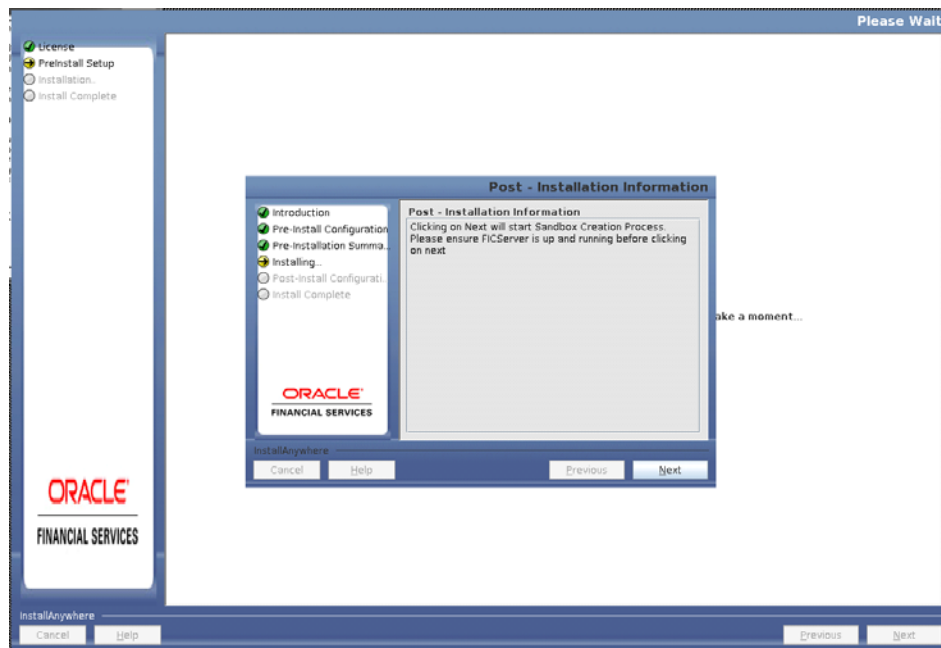 Please Wait
License
PreInstall Setup
Installation..
Install Complete
Post - Installation Information
Introduction
Pre-Install Configuration
Pre-Installation Summa..
Installing...
Post-Install Configurati..
Install Complete
Post - Installation Information
Clicking on Next will start Sandbox Creation Process.
Please ensure FICServer is up and running before clicking
on next
ake a moment...
ORACLE
FINANCIAL SERVICES
InstallAnywhere
Cancel Help Previous Next
ORACLE
FINANCIAL SERVICES
InstallAnywhere
Cancel Help Previous Next